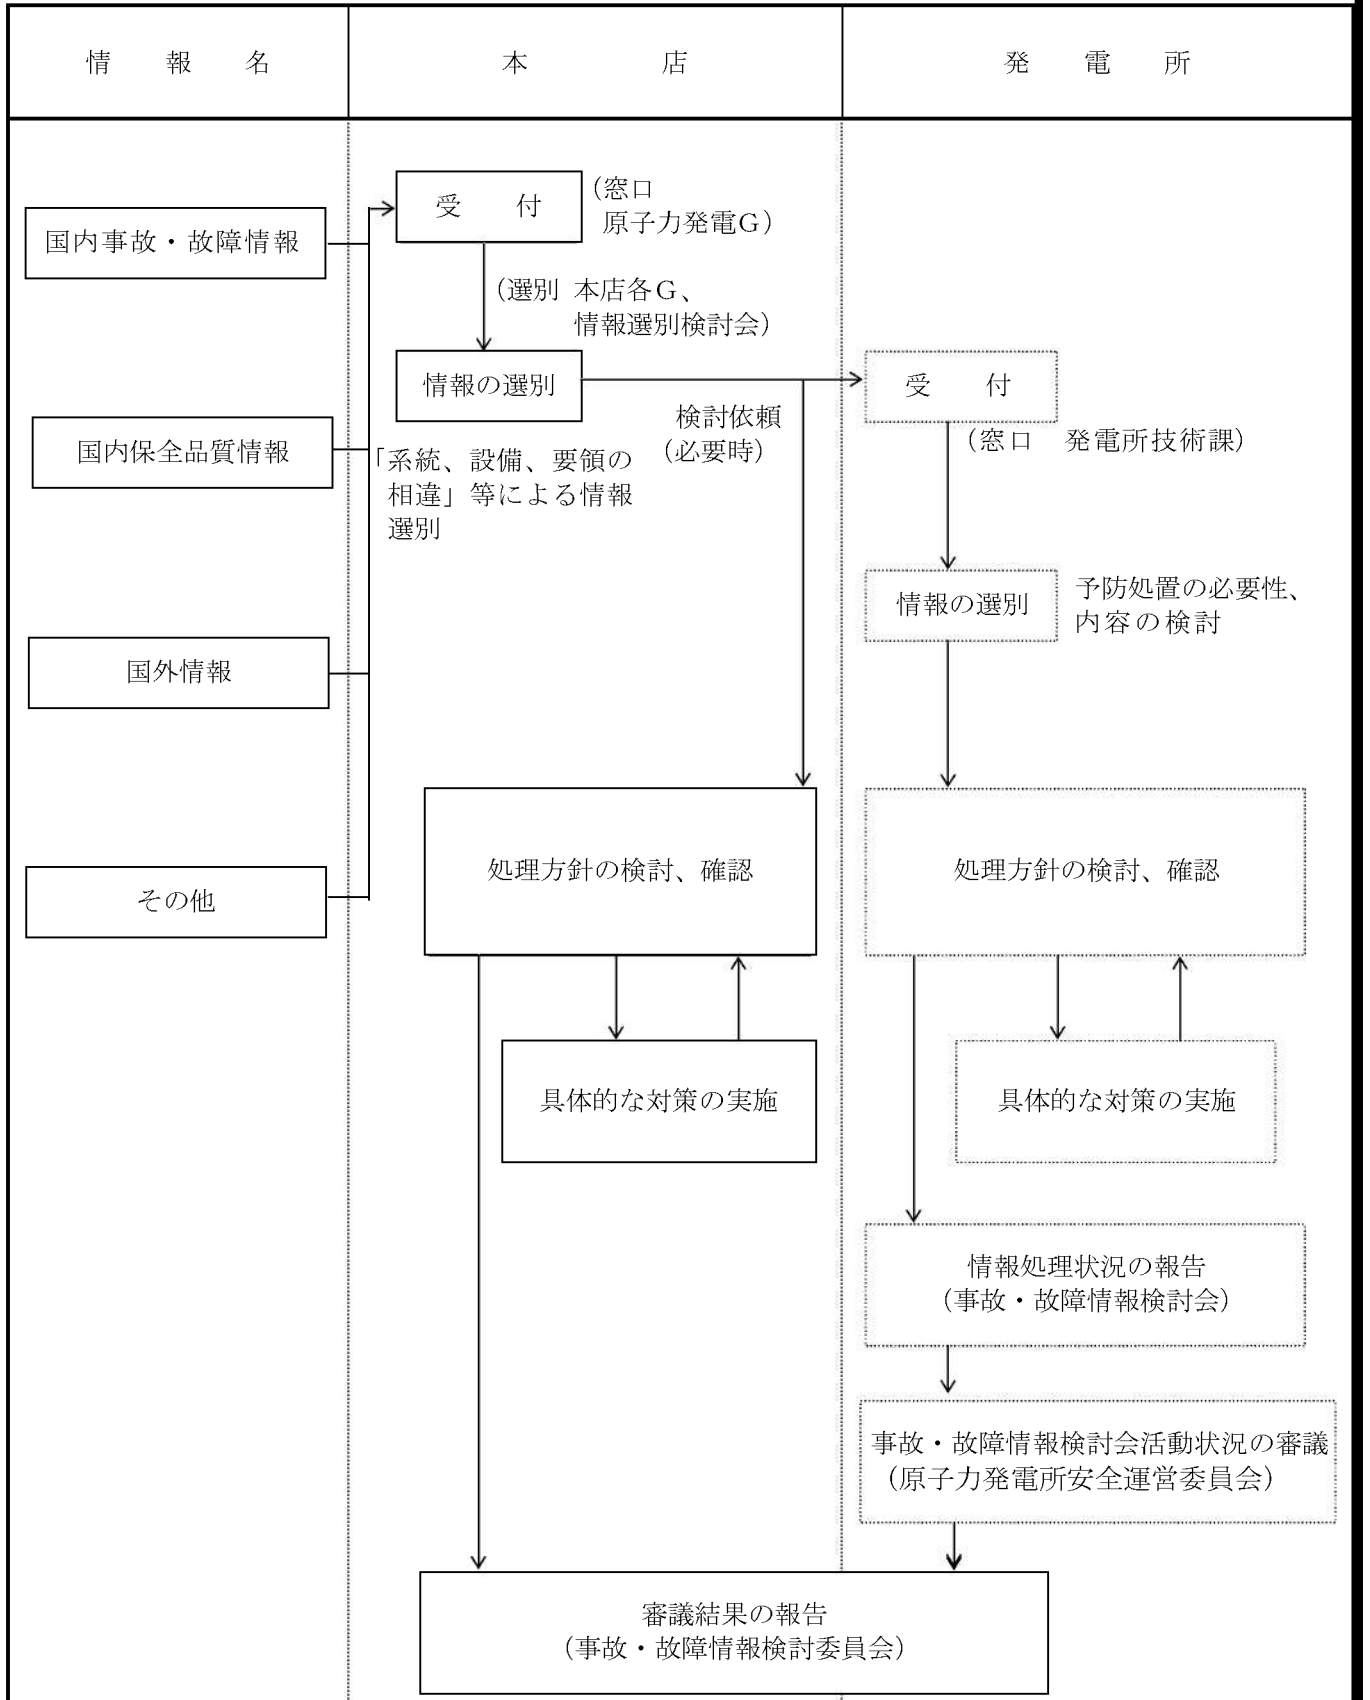 情　報　名
本　　店
発　電　所
国内事故・故障情報
国内保全品質情報
国外情報
その他
受　付
（窓口
原子力発電Ｇ）
（選別 本店各Ｇ、
情報選別検討会）
情報の選別
「系統、設備、要領の
相違」等による情報
選別
検討依頼
（必要時）
処理方針の検討、確認
具体的な対策の実施
受　付
（窓口　発電所技術課）
情報の選別
予防処置の必要性、
内容の検討
処理方針の検討、確認
具体的な対策の実施
情報処理状況の報告
（事故・故障情報検討会）
事故・故障情報検討会活動状況の審議
（原子力発電所安全運営委員会）
審議結果の報告
（事故・故障情報検討委員会）